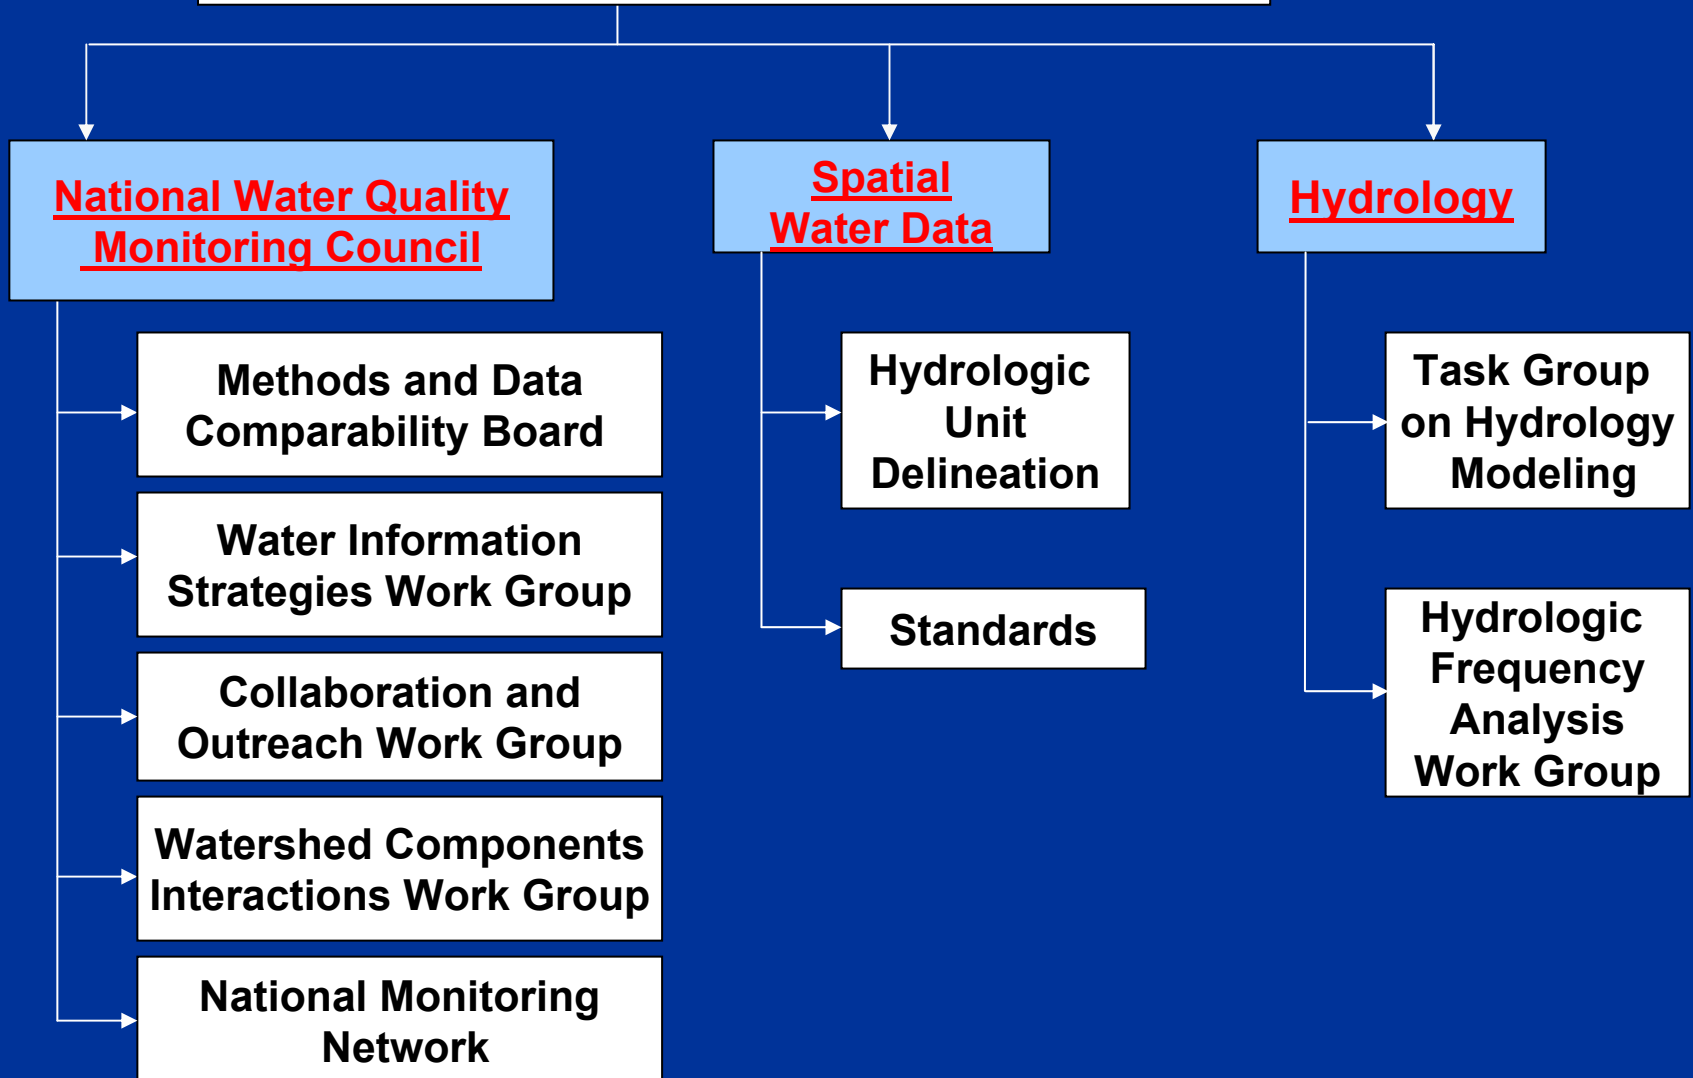 National Water Quality
Monitoring Council
Methods and Data
Comparability Board
Water Information
Strategies Work Group
Collaboration and
Outreach Work Group
Watershed Components
Interactions Work Group
National Monitoring
Network
Spatial
Water Data
Hydrologic
Unit
Delineation
Standards
Hydrology
Task Group
on Hydrology
Modeling
Hydrologic
Frequency
Analysis
Work Group